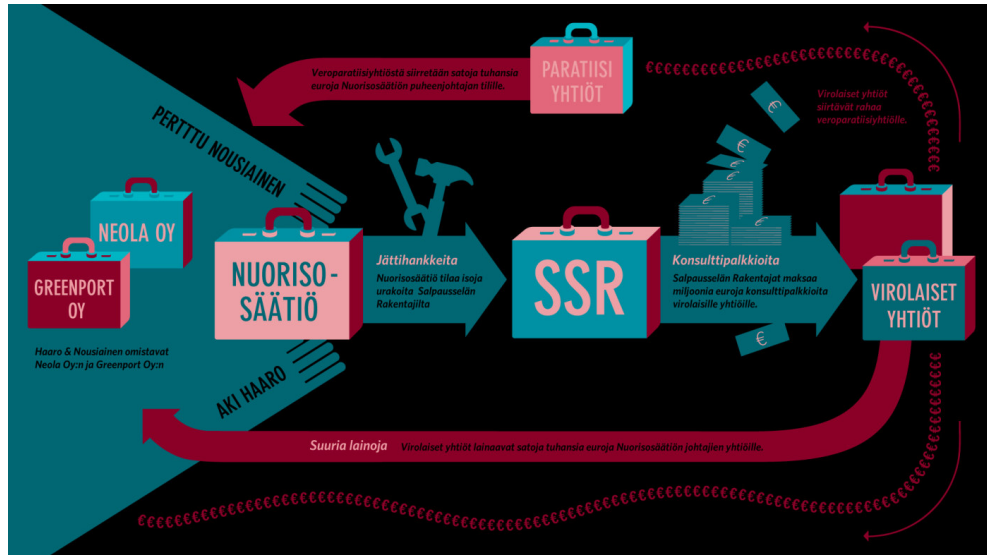 PARATIISI
YHTIÖT
Veroparatiisiyhtiöstä siirretään satoja tuhansia
euroja Nuorisosäätiön puheenjohtajan tilille.
Virolaiset yhtiöt
siirtävät rahaa
veroparatiisiyhtiölle.
PERTTTU NOUSIAINEN
NEOLA OY
GREENPORT
OY
Haaro & Nousiainen omistavat
Neola Oy:n ja Greenport Oy:n
NUORISO-
SÄÄTIÖ
AKI HAARO
Jättihankkeita
Nuorisosäätiö tilaa isoja
urakoita Salpausselän
Rakentajilta
SSR
Konsulttipalkkioita
Salpausselän Rakentajat maksaa
miljoonia euroja konsulttipalkkioita
virolaisille yhtiöille.
VIROLAISET
YHTIÖT
Suuria lainoja Virolaiset yhtiöt lainaavat satoja tuhansia euroja Nuorisosäätiön johtajien yhtiöille.